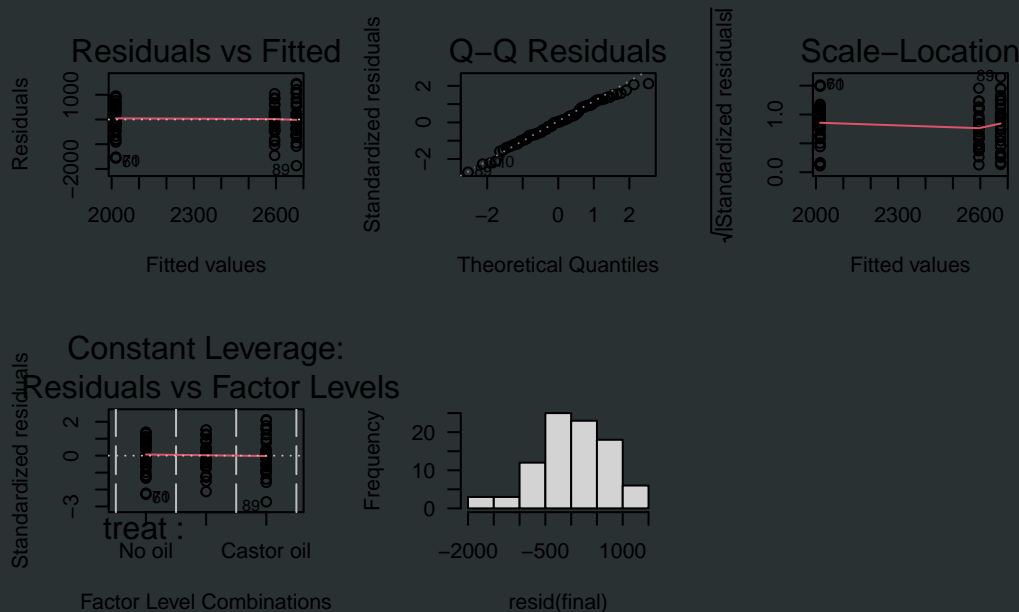 Residuals vs Fitted
Residuals
1000
−2000
89
2000 2300 2600
Fitted values
Q−Q Residuals
Standardized residuals
2
0
−2
−2 0 1 2
Theoretical Quantiles
Scale−Location
√|Standardized residuals|
1.0
0.0
89
2000 2300 2600
Fitted values
Constant Leverage:
Residuals vs Factor Levels
Standardized residuals
2
0
−3
89
treat :
No oil Castor oil
Factor Level Combinations
Frequency
20
10
0
−2000 −500 1000
resid(final)